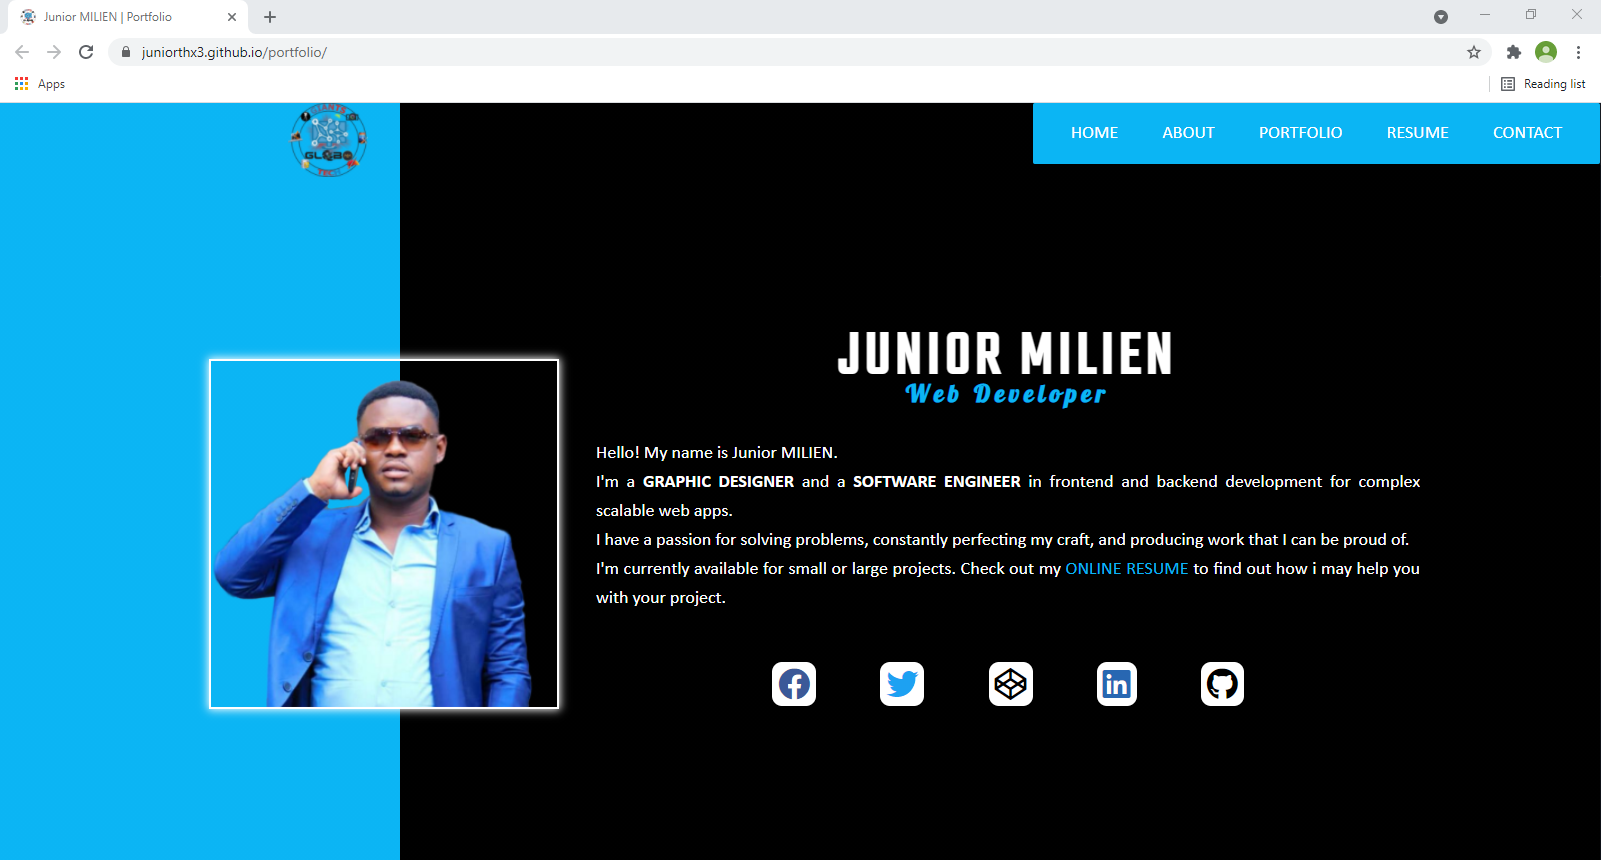 Junior MILIEN | Portfolio
juniorthx3.github.io/portfolio/
Apps
Reading list
GIANTS
GLOBO
TECH
HOME ABOUT PORTFOLIO RESUME CONTACT
JUNIOR MILIEN
Web Developer
Hello! My name is Junior MILIEN.
I'm a GRAPHIC DESIGNER and a SOFTWARE ENGINEER in frontend and backend development for complex
scalable web apps.
I have a passion for solving problems, constantly perfecting my craft, and producing work that I can be proud of.
I'm currently available for small or large projects. Check out my ONLINE RESUME to find out how i may help you
with your project.
in